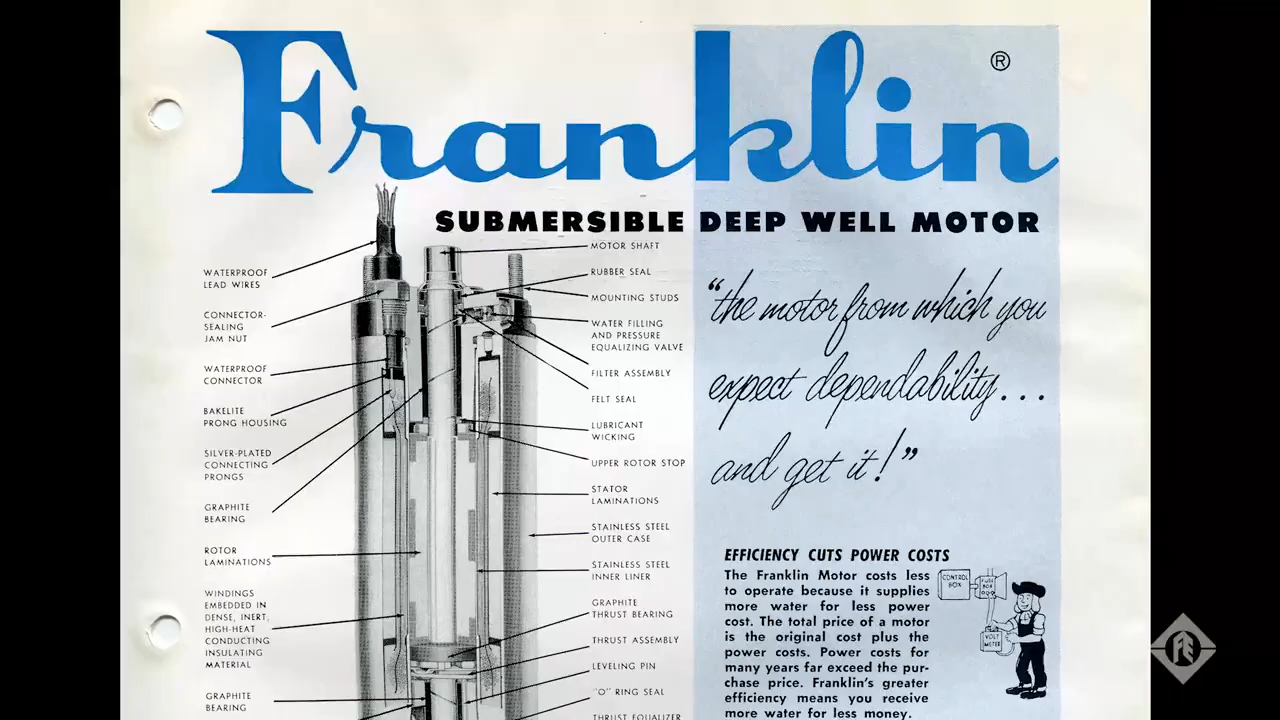 Franklin ®
SUBMERSIBLE DEEP WELL MOTOR
WATERPROOF
LEAD WIRES
CONNECTOR-
SEALING
JAM NUT
WATERPROOF
CONNECTOR
BAKELITE
PRONG HOUSING
SILVER-PLATED
CONNECTING
PRONGS
GRAPHITE
BEARING
ROTOR
LAMINATIONS
WINDINGS
EMBEDDED IN
DENSE, INERT,
HIGH-HEAT
CONDUCTING
INSULATING
MATERIAL
GRAPHITE
BEARING
MOTOR SHAFT
RUBBER SEAL
MOUNTING STUDS
WATER FILLING
AND PRESSURE
EQUALIZING VALVE
FILTER ASSEMBLY
FELT SEAL
LUBRICANT
WICKING
UPPER ROTOR STOP
STATOR
LAMINATIONS
STAINLESS STEEL
OUTER CASE
STAINLESS STEEL
INNER LINER
GRAPHITE
THRUST BEARING
THRUST ASSEMBLY
LEVELING PIN
"O" RING SEAL
THRUST EQUALIZER
“the motor from which you
expect dependability...
and get it!”
EFFICIENCY CUTS POWER COSTS
The Franklin Motor costs less
to operate because it supplies
more water for less power
cost. The total price of a motor
is the original cost plus the
power costs. Power costs for
many years far exceed the pur-
chase price. Franklin's greater
efficiency means you receive
more water for less money.
CONTROL
BOX
FUSE
BOX
VOLT
METER
FE